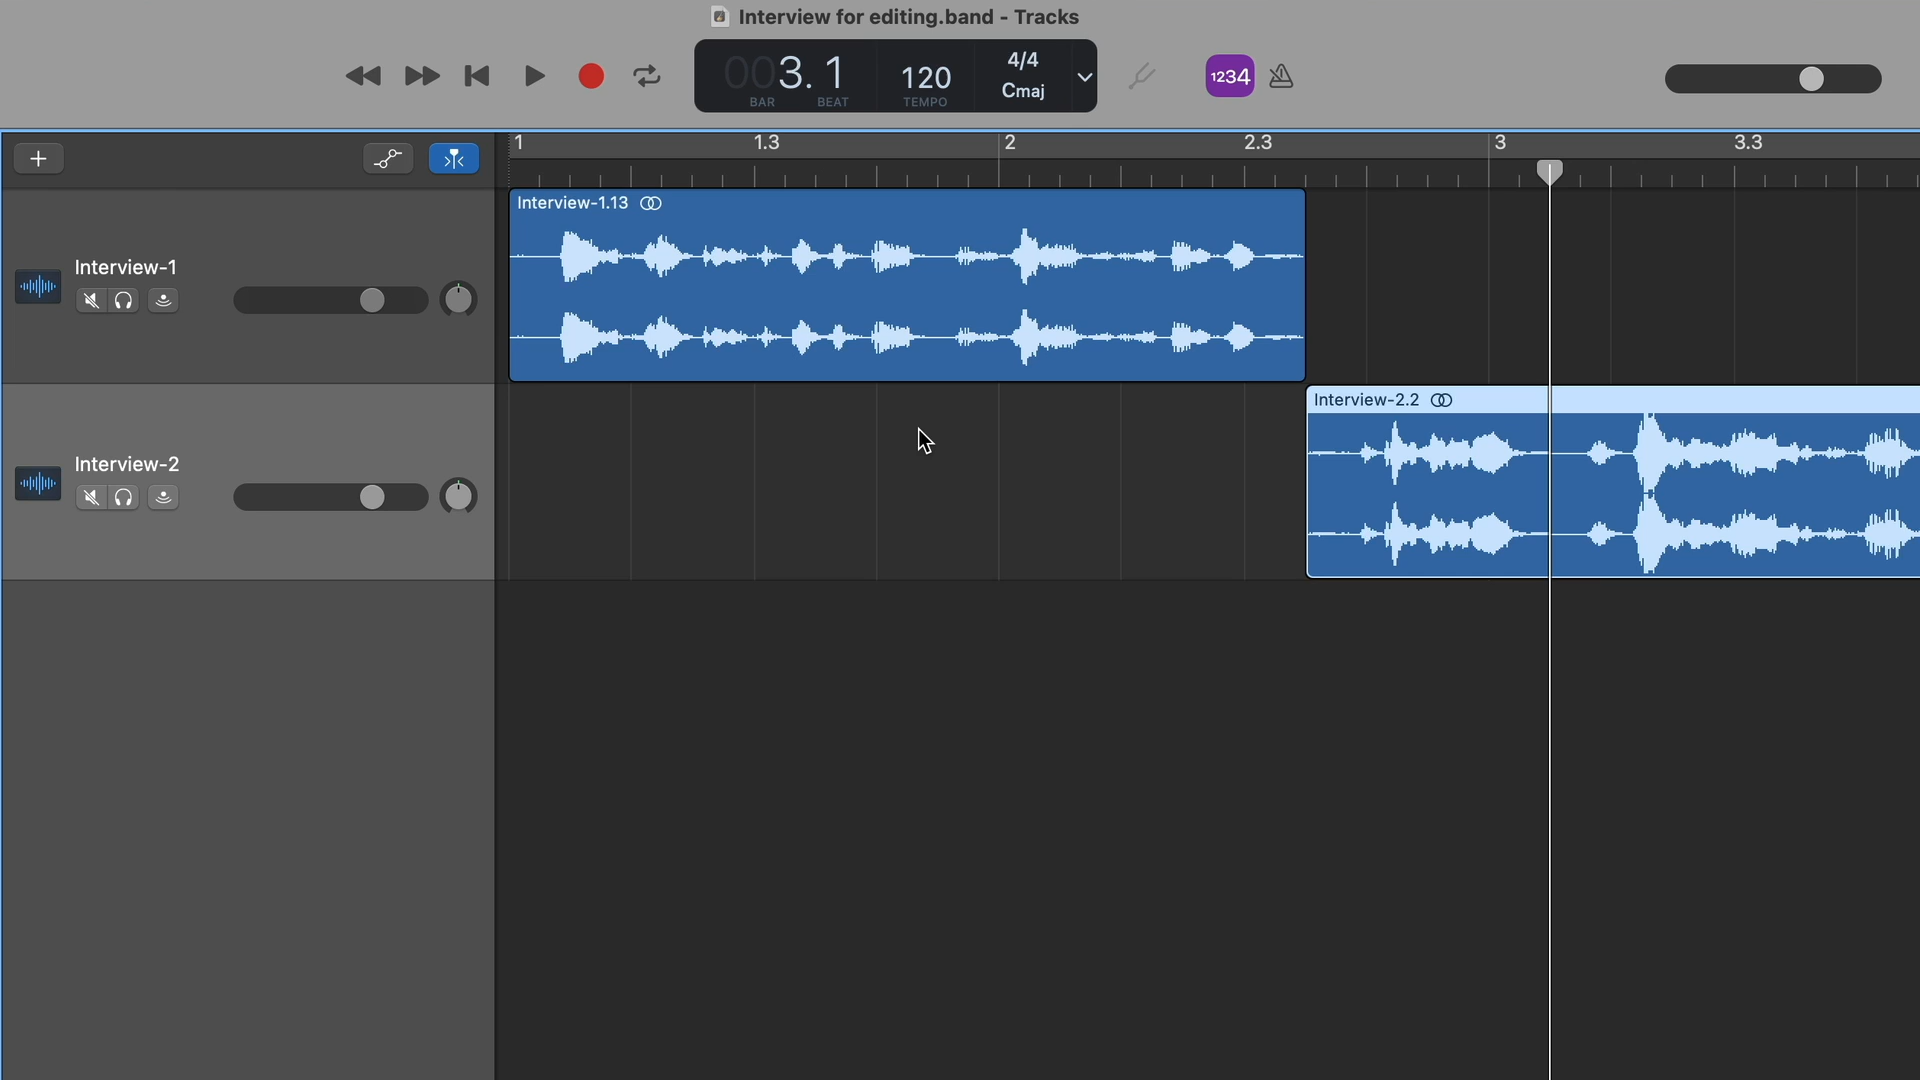 Interview for editing.band - Tracks
003. 1
BAR BEAT
120
TEMPO
4/4
Cmaj
1234
1 1.3 2 2.3 3 3.3
Interview-1
Interview-1.13
Interview-2
Interview-2.2